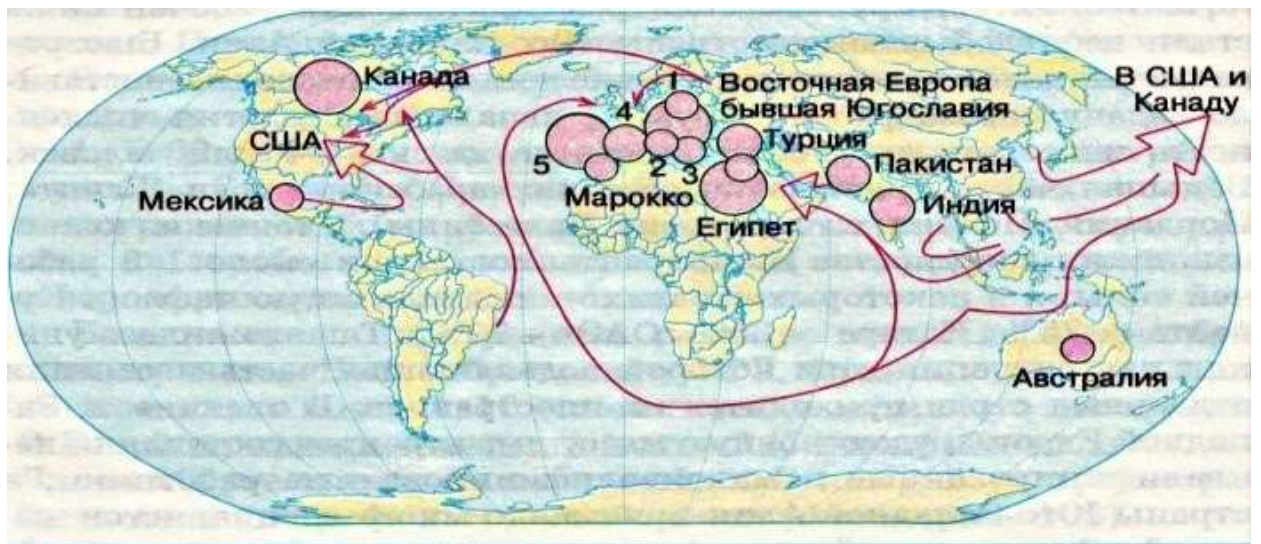 Канада
США
Мексика
1
4
5
2
3
Восточная Европа
бывшая Югославия
Турция
Пакистан
Индия
Марокко
Египет
В США и
Канаду
Австралия